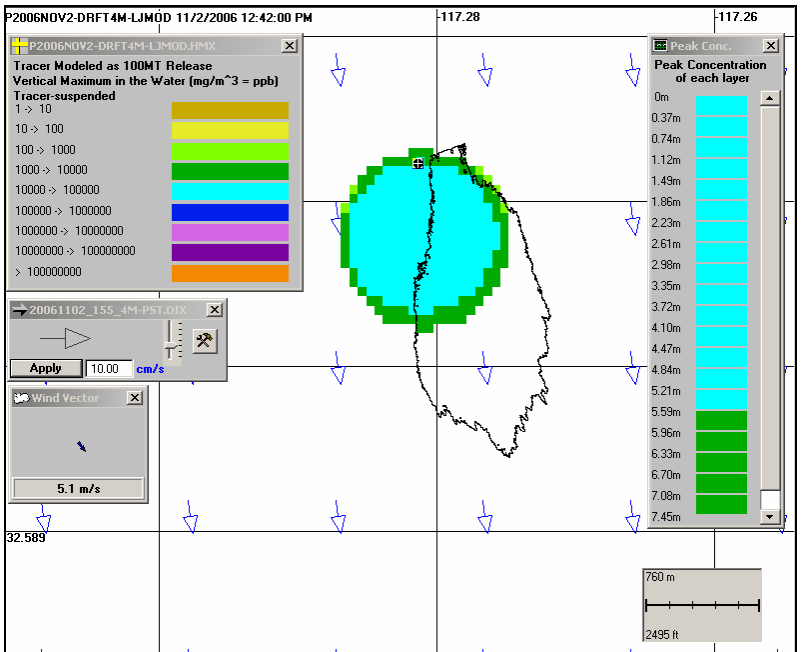 P2006NOV2-DRFT4M-LJMOD 11/2/2006 12:42:00 PM
-117.28
-117.26
P2006NOV2-DRFT4M-LJMOD.HMX
Tracer Modeled as 100MT Release
Vertical Maximum in the Water (mg/m^3 = ppb)
Tracer-suspended
1 -> 10
10 -> 100
100 -> 1000
1000 -> 10000
10000 -> 100000
100000 -> 1000000
1000000 -> 10000000
10000000 -> 100000000
> 100000000
20061102_155_4M-PST.DIX
Apply
10.00
cm/s
Wind Vector
5.1 m/s
32.589
Peak Conc.
Peak Concentration
of each layer
0m
0.37m
0.74m
1.12m
1.49m
1.86m
2.23m
2.61m
2.98m
3.35m
3.72m
4.10m
4.47m
4.84m
5.21m
5.59m
5.96m
6.33m
6.70m
7.08m
7.45m
760 m
2495 ft